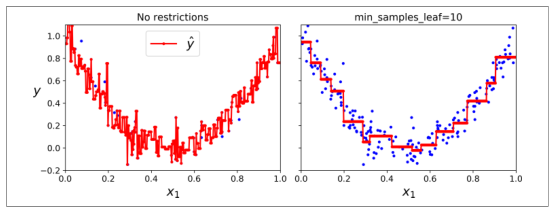 No restrictions
ŷ
y
1.0
0.8
0.6
0.4
0.2
0.0
−0.2
0.0 0.2 0.4 0.6 0.8 1.0
x₁
min_samples_leaf=10
0.0 0.2 0.4 0.6 0.8 1.0
x₁